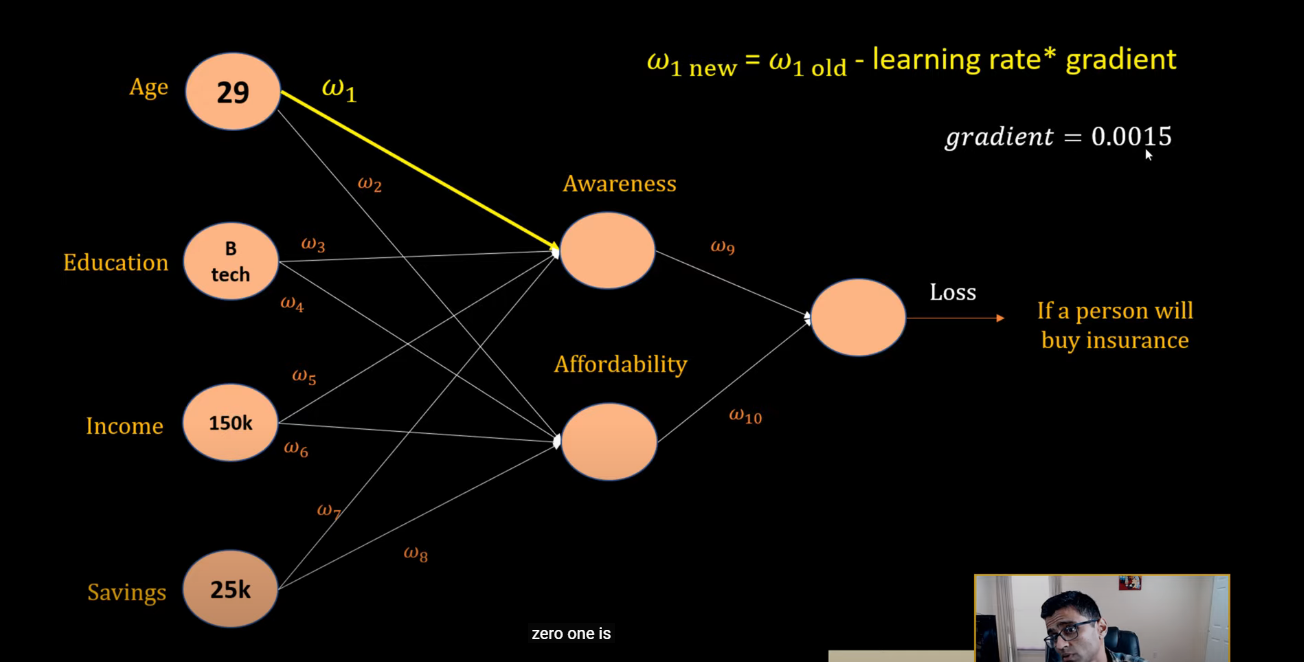 ω1 new = ω1 old - learning rate* gradient
gradient = 0.0015
Age
29
ω1
ω2
Awareness
Education
B
tech
ω3
ω4
ω9
Loss
If a person will
buy insurance
Affordability
ω5
Income
150k
ω6
ω10
ω7
ω8
Savings
25k
zero one is